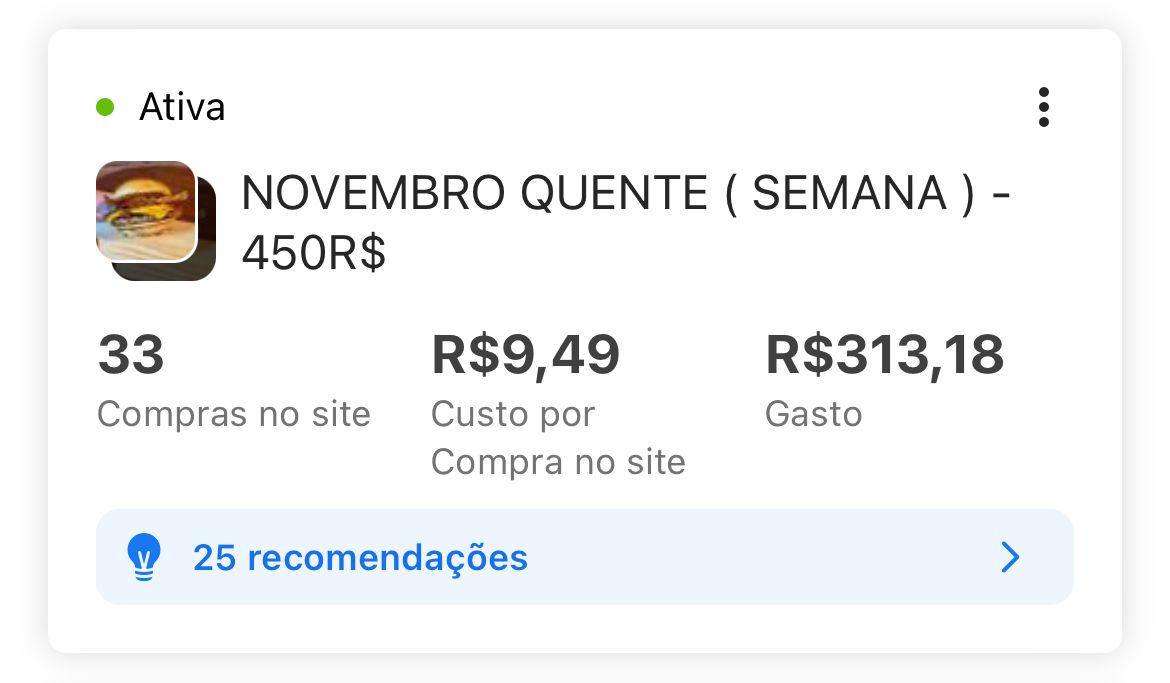 Ativa
NOVEMBRO QUENTE ( SEMANA ) -
450R$
33
Compras no site
R$9,49
Custo por
Compra no site
R$313,18
Gasto
25 recomendações